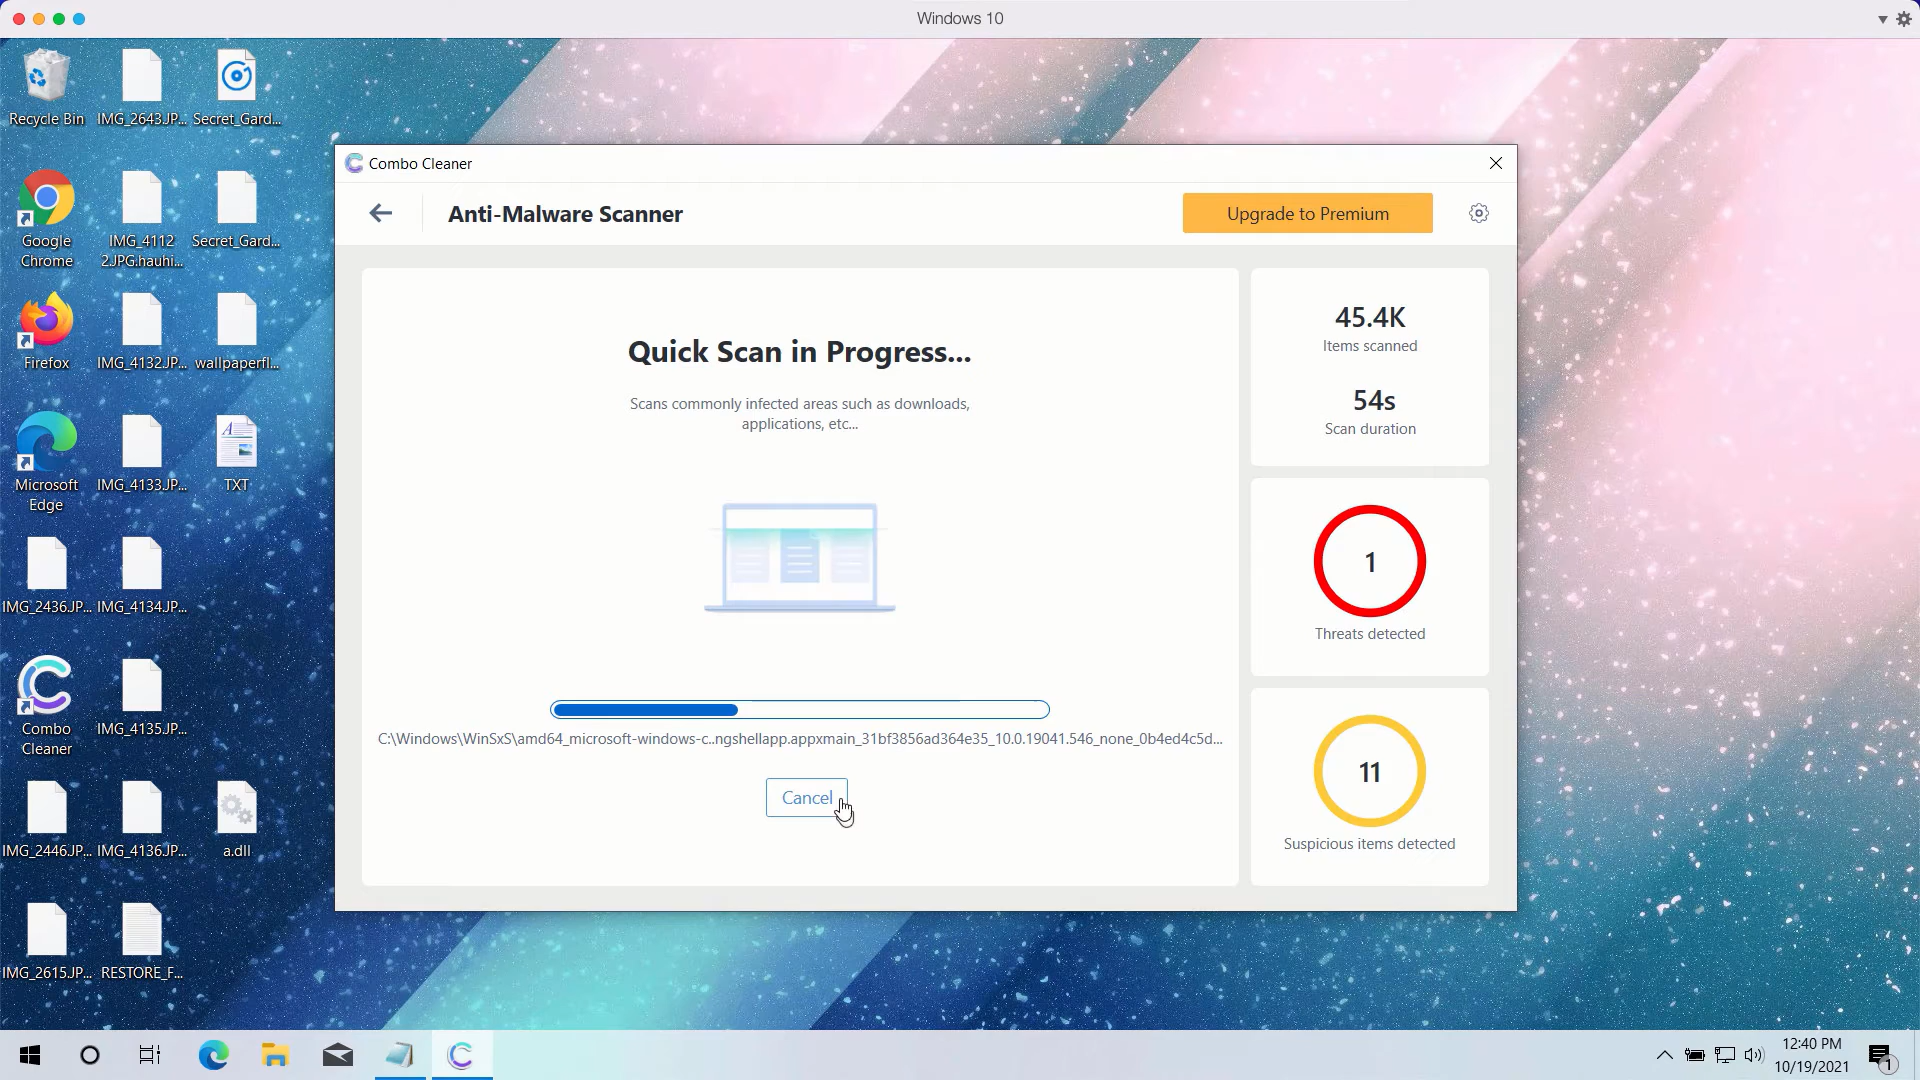 Windows 10
Recycle Bin
IMG_2643.JP...
Secret_Gard...
Google
Chrome
IMG_4112
2.JPG.hauhi...
Secret_Gard...
Firefox
IMG_4132.JP...
wallpaperfl...
Microsoft
Edge
IMG_4133.JP...
TXT
IMG_2436.JP...
IMG_4134.JP...
Combo
Cleaner
IMG_4135.JP...
IMG_2446.JP...
IMG_4136.JP...
a.dll
IMG_2615.JP...
RESTORE_F...
Combo Cleaner
Anti-Malware Scanner
Upgrade to Premium
Quick Scan in Progress...
Scans commonly infected areas such as downloads,
applications, etc...
C:\Windows\WinSxS\amd64_microsoft-windows-c..ngshellapp.appxmain_31bf3856ad364e35_10.0.19041.546_none_0b4ed4c5d...
Cancel
45.4K
Items scanned
54s
Scan duration
1
Threats detected
11
Suspicious items detected
12:40 PM
10/19/2021
1